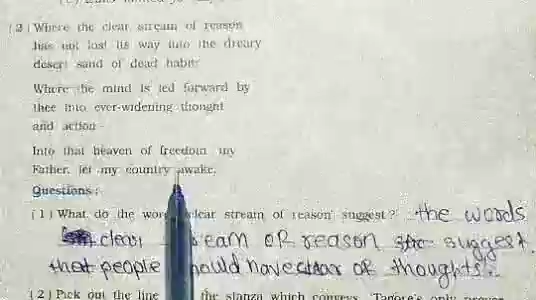 (2) Where the clear stream of reason
has not lost its way into the dreary
desert sand of dead habit
Where the mind is led forward by
thee into ever-widening thought
and action -
Into that heaven of freedom my
Father, let my country awake.
Questions :
(1) What do the wor clear stream of reason' suggest? the words
clear eam of reason suggest
that people hould have of thoughts.
(2) Pick out the line the stanza which conveys 'Tagore's only prayer